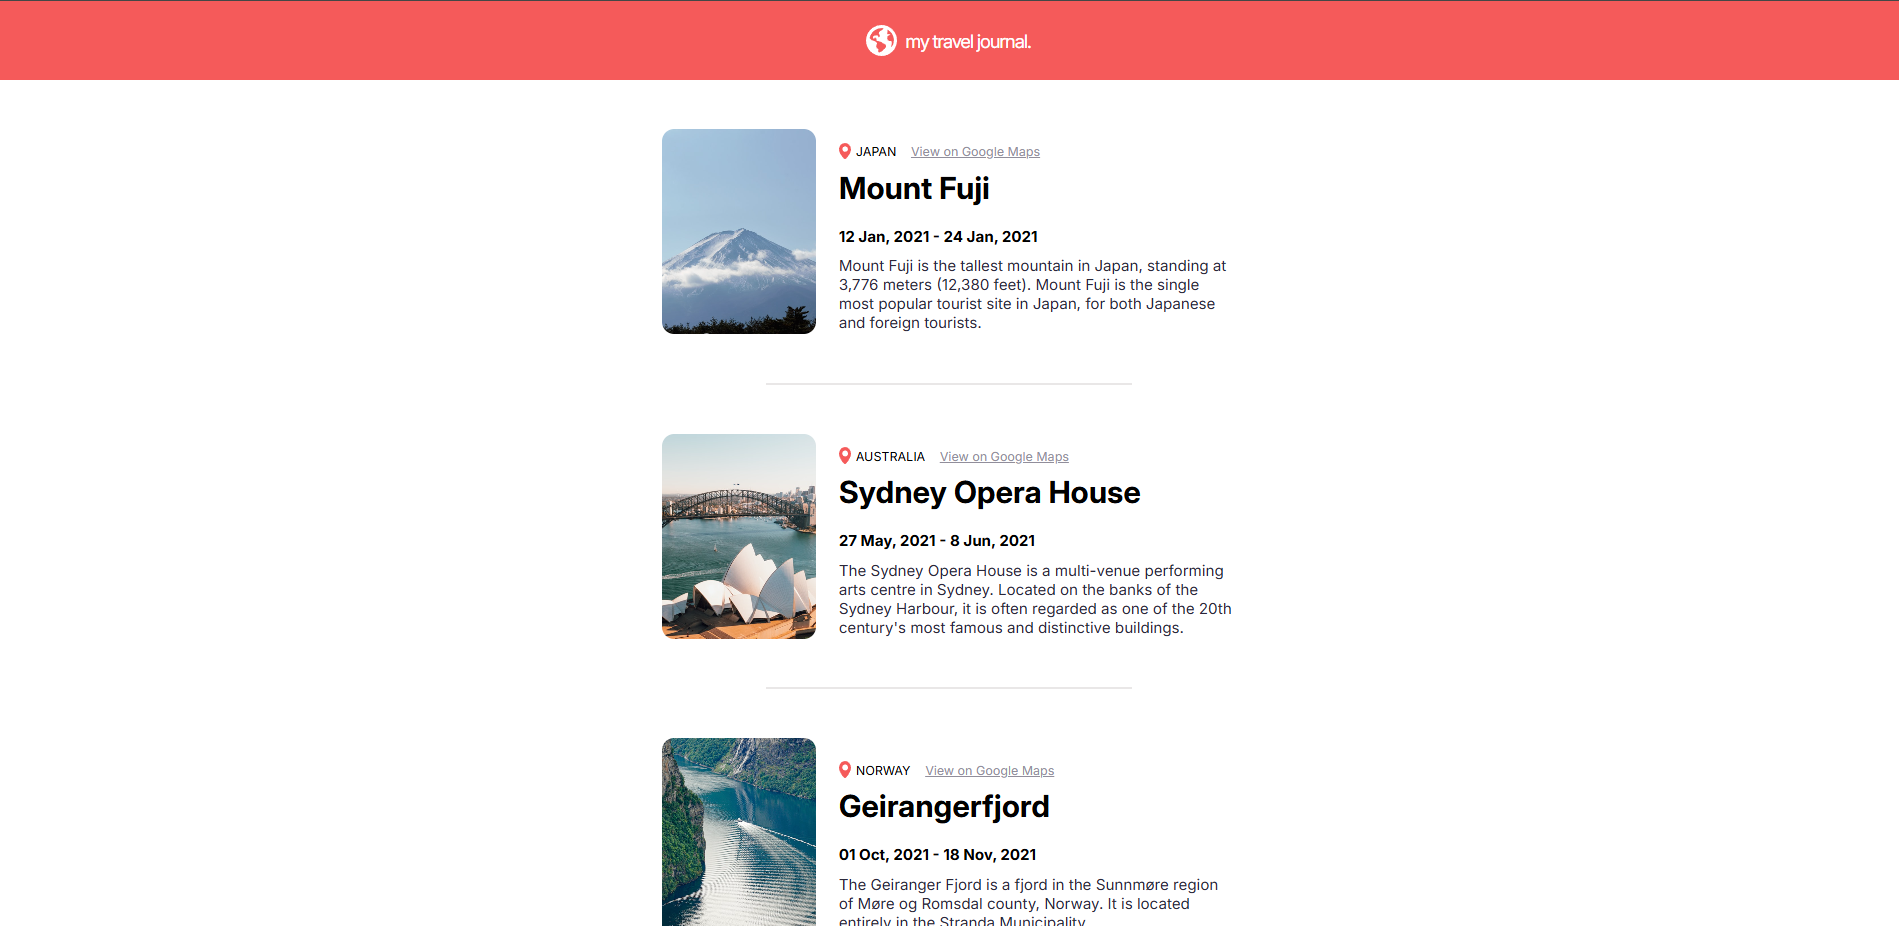 my travel journal.
JAPAN View on Google Maps
Mount Fuji
12 Jan, 2021 - 24 Jan, 2021
Mount Fuji is the tallest mountain in Japan, standing at
3,776 meters (12,380 feet). Mount Fuji is the single
most popular tourist site in Japan, for both Japanese
and foreign tourists.
AUSTRALIA View on Google Maps
Sydney Opera House
27 May, 2021 - 8 Jun, 2021
The Sydney Opera House is a multi-venue performing
arts centre in Sydney. Located on the banks of the
Sydney Harbour, it is often regarded as one of the 20th
century's most famous and distinctive buildings.
NORWAY View on Google Maps
Geirangerfjord
01 Oct, 2021 - 18 Nov, 2021
The Geiranger Fjord is a fjord in the Sunnmøre region
of Møre og Romsdal county, Norway. It is located
entirely in the Stranda Municipality